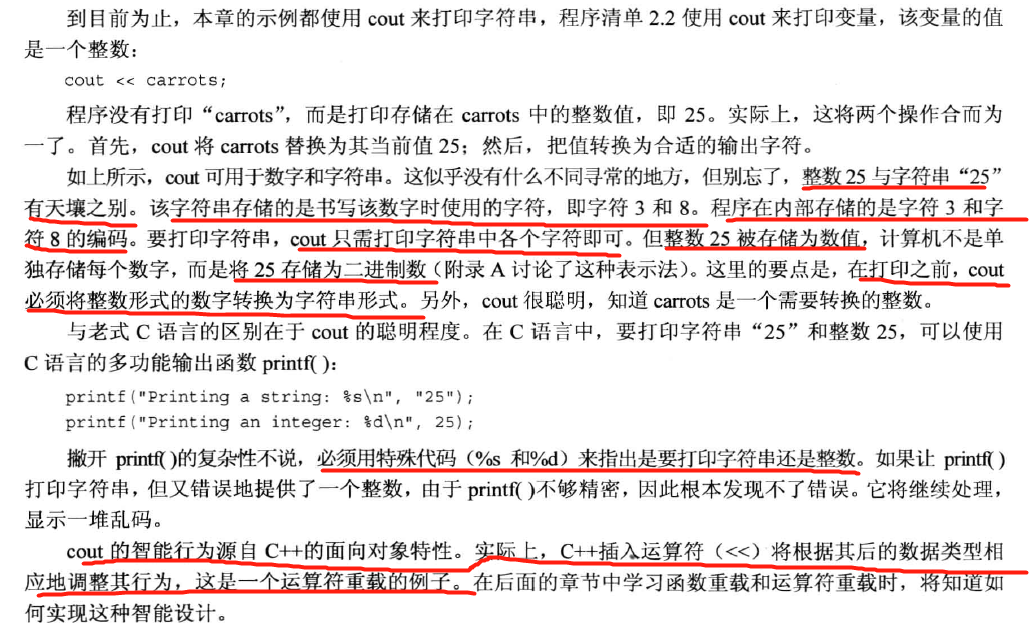 到目前为止，本章的示例都使用 cout 来打印字符串，程序清单 2.2 使用 cout 来打印变量，该变量的值
是一个整数：
cout << carrots;
程序没有打印“carrots”，而是打印存储在 carrots 中的整数值，即 25。实际上，这将两个操作合而为
一了。首先，cout 将 carrots 替换为其当前值 25；然后，把值转换为合适的输出字符。
如上所示，cout 可用于数字和字符串。这似乎没有什么不同寻常的地方，但别忘了，整数 25 与字符串“25”
有天壤之别。该字符串存储的是书写该数字时使用的字符，即字符 3 和 8。程序在内部存储的是字符 3 和字
符 8 的编码。要打印字符串，cout 只需打印字符串中各个字符即可。但整数 25 被存储为数值，计算机不是单
独存储每个数字，而是将 25 存储为二进制数（附录 A 讨论了这种表示法）。这里的要点是，在打印之前，cout
必须将整数形式的数字转换为字符串形式。另外，cout 很聪明，知道 carrots 是一个需要转换的整数。
与老式 C 语言的区别在于 cout 的聪明程度。在 C 语言中，要打印字符串“25”和整数 25，可以使用
C 语言的多功能输出函数 printf( )：
printf("Printing a string: %s\n", "25");
printf("Printing an integer: %d\n", 25);
撇开 printf( )的复杂性不说，必须用特殊代码（%s 和%d）来指出是要打印字符串还是整数。如果让 printf( )
打印字符串，但又错误地提供了一个整数，由于 printf( )不够精密，因此根本发现不了错误。它将继续处理，
显示一堆乱码。
cout 的智能行为源自 C++的面向对象特性。实际上，C++插入运算符（<<）将根据其后的数据类型相
应地调整其行为，这是一个运算符重载的例子。在后面的章节中学习函数重载和运算符重载时，将知道如
何实现这种智能设计。